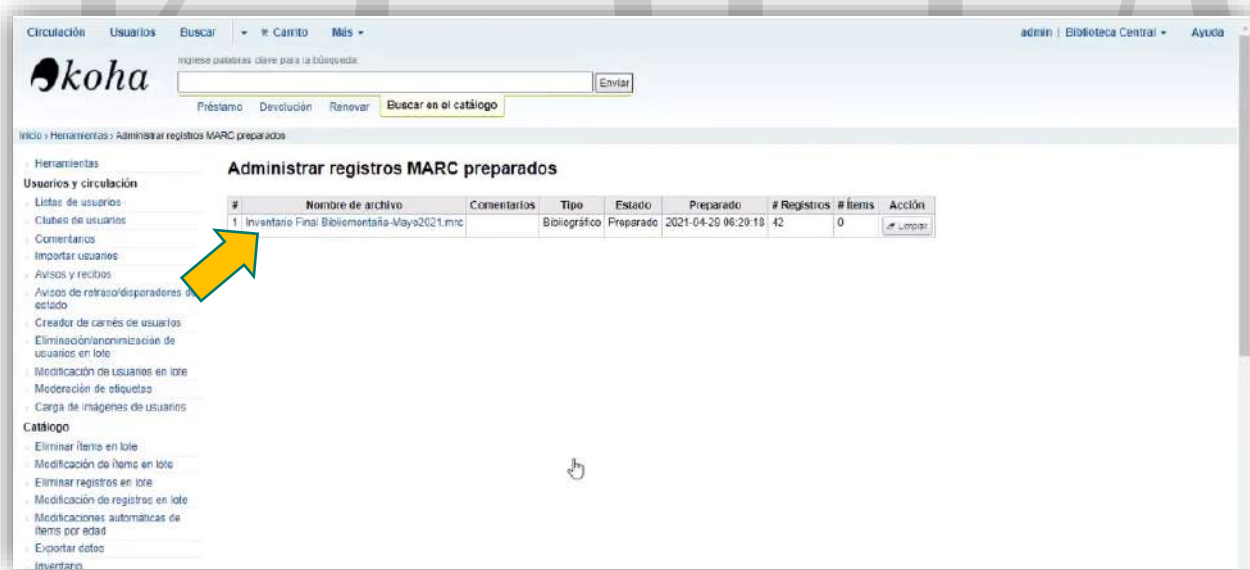 Circulación Usuarios Buscar Carrito Más admin | Biblioteca Central Ayuda
koha
Ingrese palabras clave para la búsqueda:
Enviar
Préstamo Devolución Renovar Buscar en el catálogo
Inicio › Herramientas › Administrar registros MARC preparados
Herramientas
Usuarios y circulación
Listas de usuarios
Clubes de usuarios
Comentarios
Importar usuarios
Avisos y recibos
Avisos de retraso/disparadores de
estado
Creador de carnés de usuarios
Eliminación/anonimización de
usuarios en lote
Modificación de usuarios en lote
Moderación de etiquetas
Carga de imágenes de usuarios
Catálogo
Eliminar ítems en lote
Modificación de ítems en lote
Eliminar registros en lote
Modificación de registros en lote
Modificaciones automáticas de
ítems por edad
Exportar datos
Inventario
Administrar registros MARC preparados
# Nombre de archivo Comentarios Tipo Estado Preparado # Registros # Ítems Acción
1 Inventario Final Bibliomontaña-Mayo2021.mrc Bibliográfico Preparado 2021-04-29 06:20:18 42 0 Limpiar